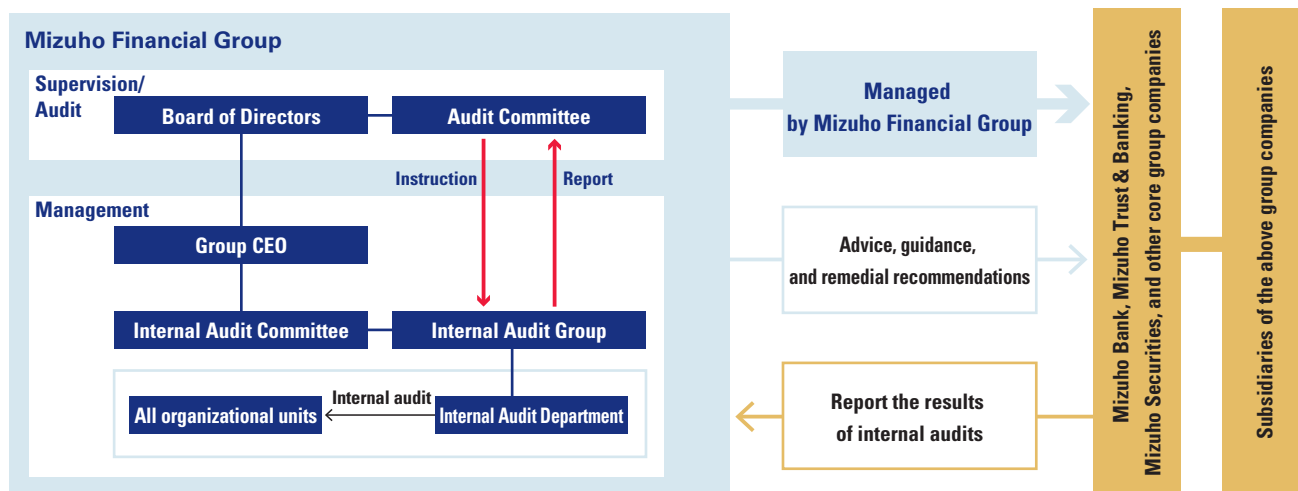 Mizuho Financial Group
Supervision/
Audit
Board of Directors
Audit Committee
Instruction
Report
Management
Group CEO
Internal Audit Committee
Internal Audit Group
All organizational units
Internal audit
Internal Audit Department
Managed
by Mizuho Financial Group
Advice, guidance,
and remedial recommendations
Report the results
of internal audits
Mizuho Bank, Mizuho Trust & Banking,
Mizuho Securities, and other core group companies
Subsidiaries of the above group companies